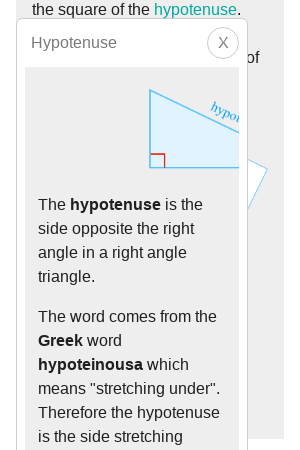 the square of the hypotenuse.
Hypotenuse X
of
The hypotenuse is the
side opposite the right
angle in a right angle
triangle.
The word comes from the
Greek word
hypoteinousa which
means "stretching under".
Therefore the hypotenuse
is the side stretching